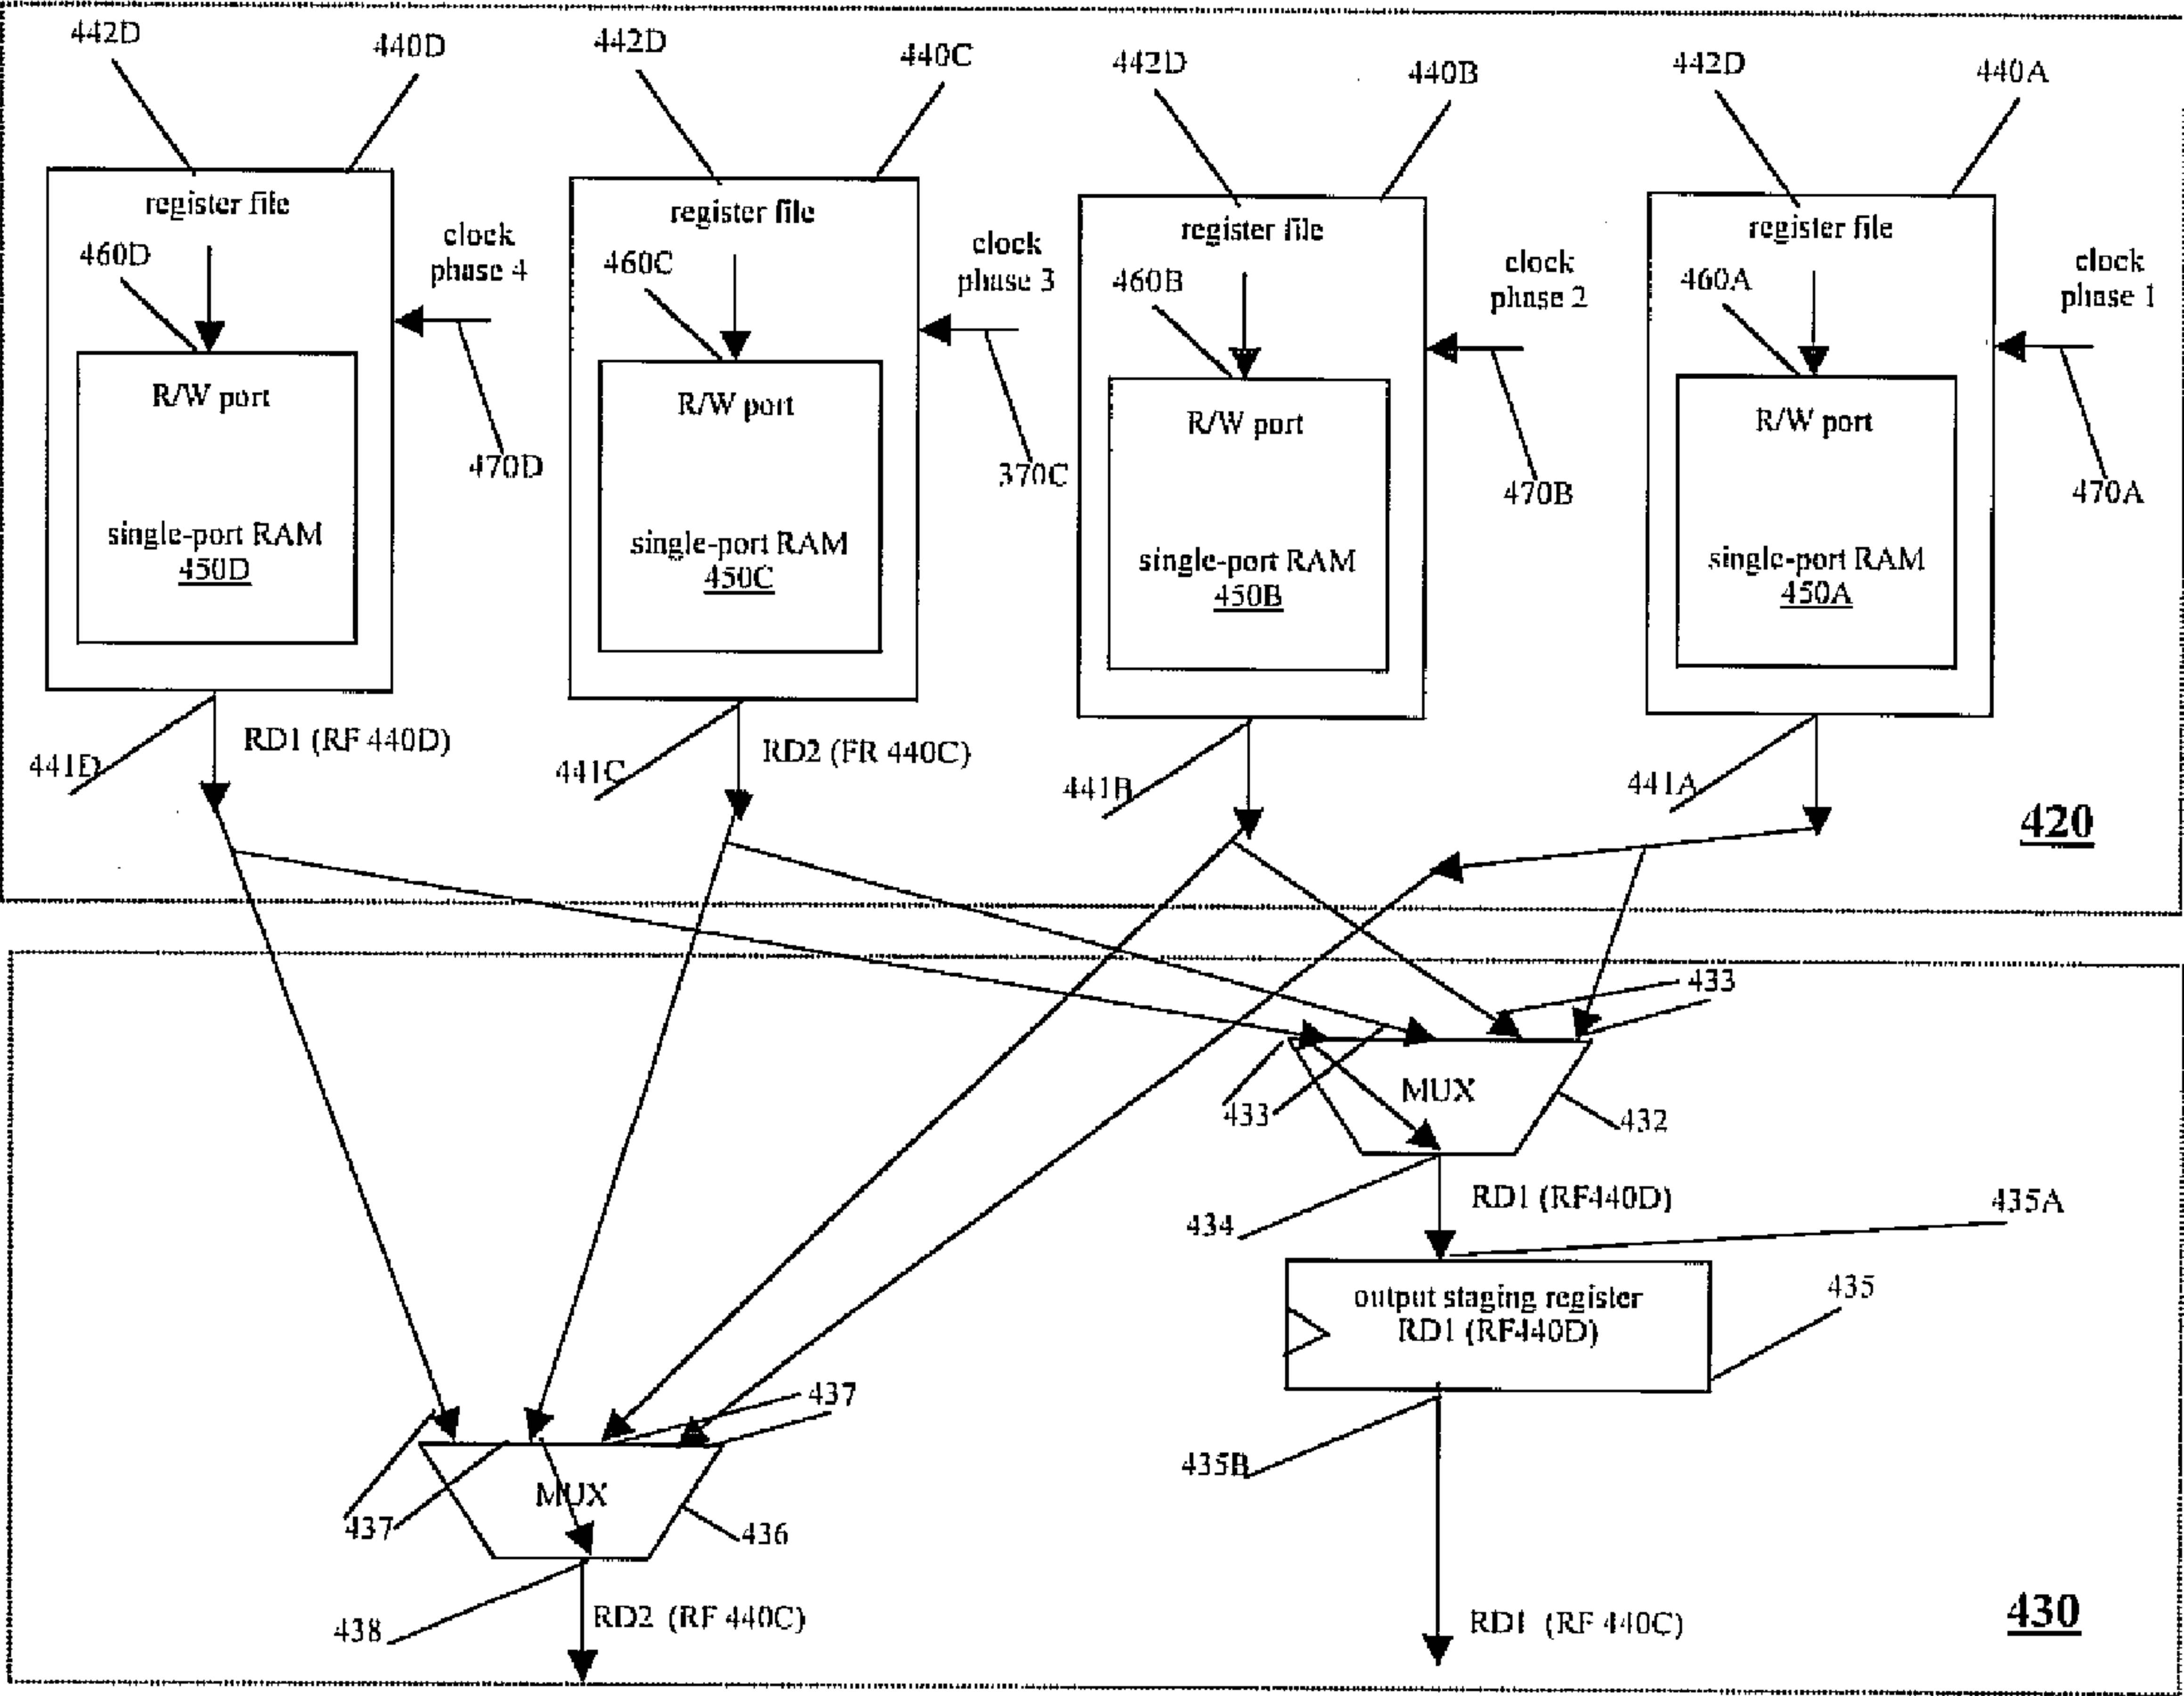 442D
440D
442D
440C
442D
440B
442D
440A
register file
460D
clock
phase 4
R/W port
470D
single-port RAM
450D
register file
460C
clock
phase 3
R/W port
370C
single-port RAM
450C
register file
460B
clock
phase 2
R/W port
470B
single-port RAM
450B
register file
460A
clock
phase 1
R/W port
470A
single-port RAM
450A
441D
RD1 (RF 440D)
441C
RD2 (FR 440C)
441B
441A
420
433
MUX
433
432
434
RD1 (RF440D)
435A
output staging register
RD1 (RF440D)
435
437
435B
MUX
437
436
438
RD2 (RF 440C)
RD1 (RF 440C)
430